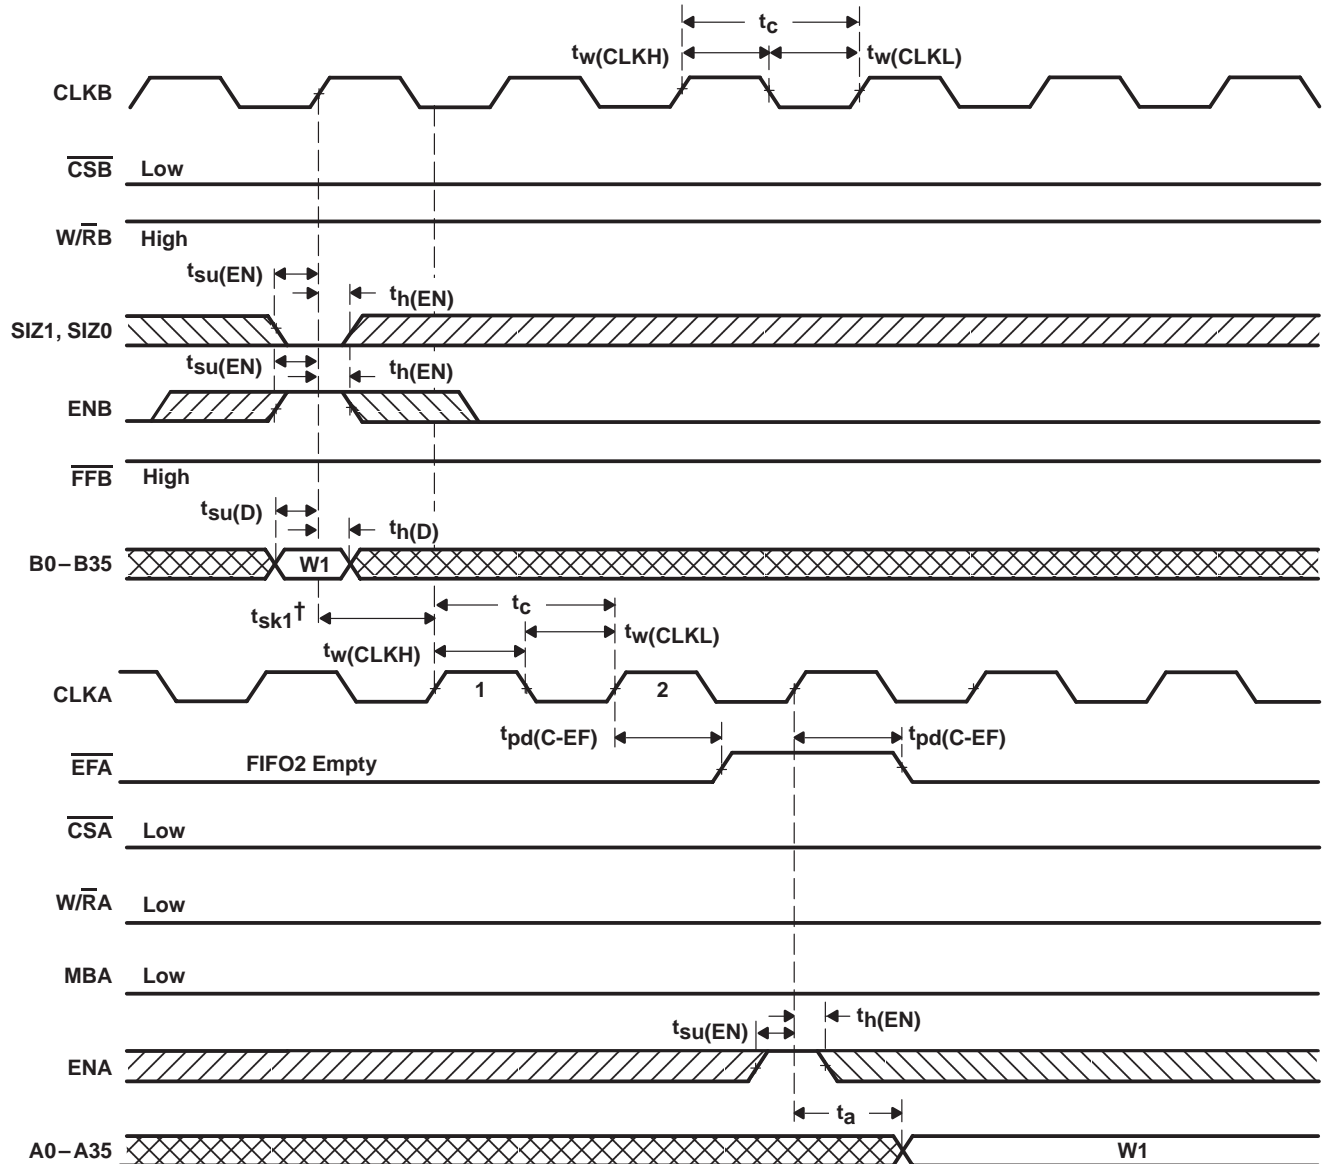 tc
tw(CLKH) tw(CLKL)
CLKB
CSB Low
W/RB High
tsu(EN)
th(EN)
SIZ1, SIZ0
tsu(EN) th(EN)
ENB
FFB High
tsu(D) th(D)
B0–B35 W1
tsk1† tc
tw(CLKH) tw(CLKL)
CLKA 1 2
tpd(C-EF) tpd(C-EF)
EFA FIFO2 Empty
CSA Low
W/RA Low
MBA Low
tsu(EN) th(EN)
ENA
ta
A0–A35 W1